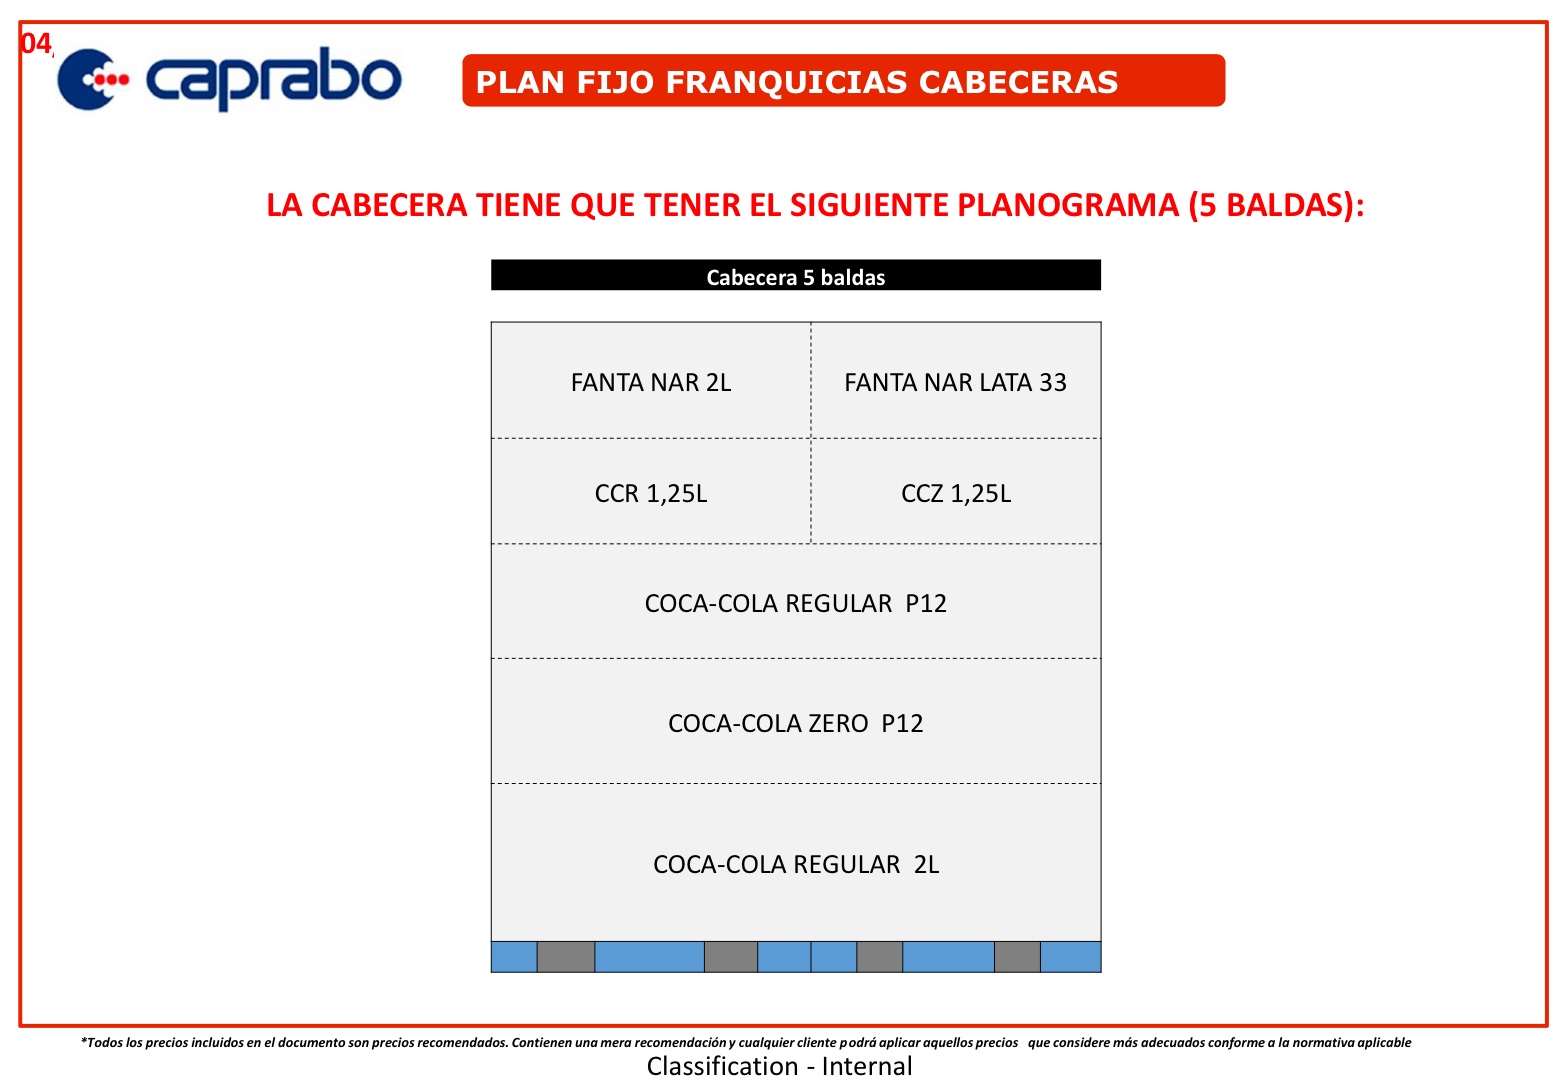 04,
caprabo
PLAN FIJO FRANQUICIAS CABECERAS
LA CABECERA TIENE QUE TENER EL SIGUIENTE PLANOGRAMA (5 BALDAS):
Cabecera 5 baldas
FANTA NAR 2L FANTA NAR LATA 33
CCR 1,25L CCZ 1,25L
COCA-COLA REGULAR P12
COCA-COLA ZERO P12
COCA-COLA REGULAR 2L
*Todos los precios incluidos en el documento son precios recomendados. Contienen una mera recomendación y cualquier cliente podrá aplicar aquellos precios que considere más adecuados conforme a la normativa aplicable
Classification - Internal